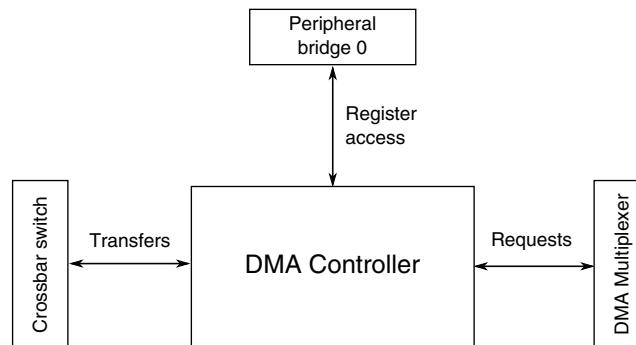 Peripheral
bridge 0
Register
access
Crossbar switch
Transfers
DMA Controller
Requests
DMA Multiplexer